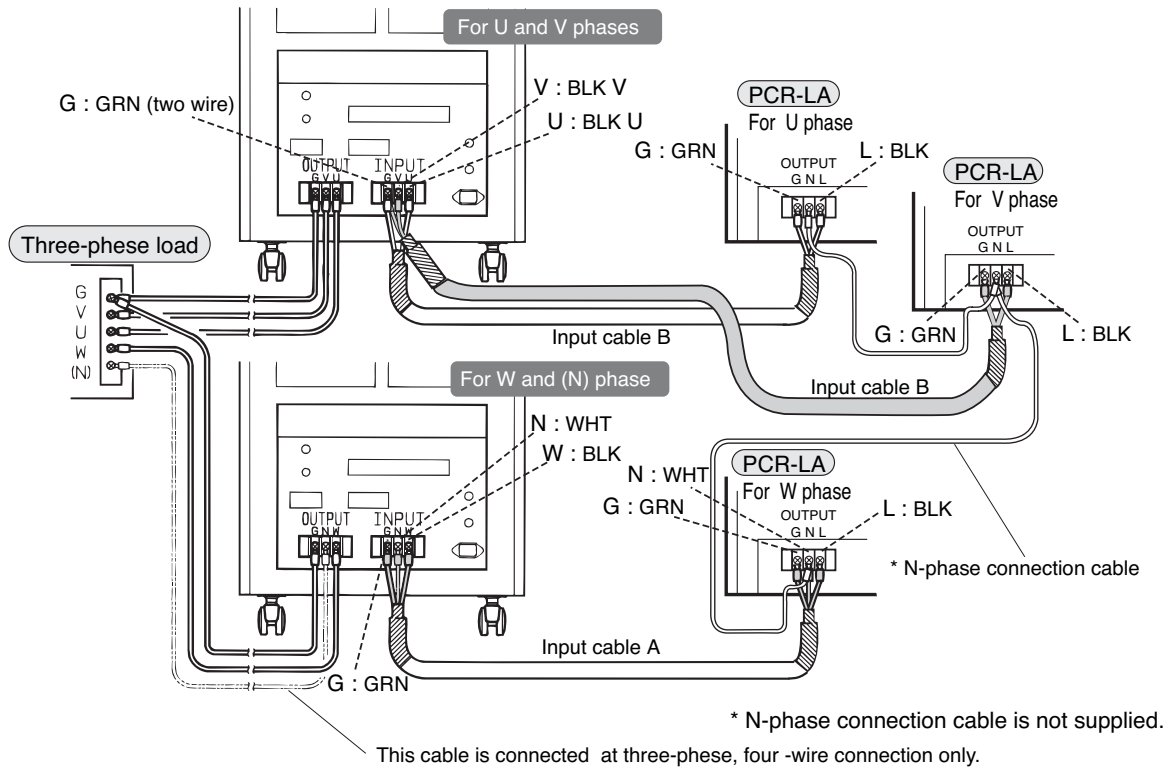 For U and V phases
G : GRN (two wire)
V : BLK V
U : BLK U
OUTPUT
G V U
INPUT
G V U
PCR-LA
For U phase
G : GRN
L : BLK
OUTPUT
G N L
PCR-LA
For V phase
OUTPUT
G N L
G : GRN
L : BLK
Three-phese load
G
V
U
W
(N)
Input cable B
Input cable B
For W and (N) phase
N : WHT
W : BLK
OUTPUT
G N W
INPUT
G N W
G : GRN
PCR-LA
For W phase
N : WHT
G : GRN
L : BLK
OUTPUT
G N L
* N-phase connection cable
Input cable A
* N-phase connection cable is not supplied.
This cable is connected at three-phese, four -wire connection only.